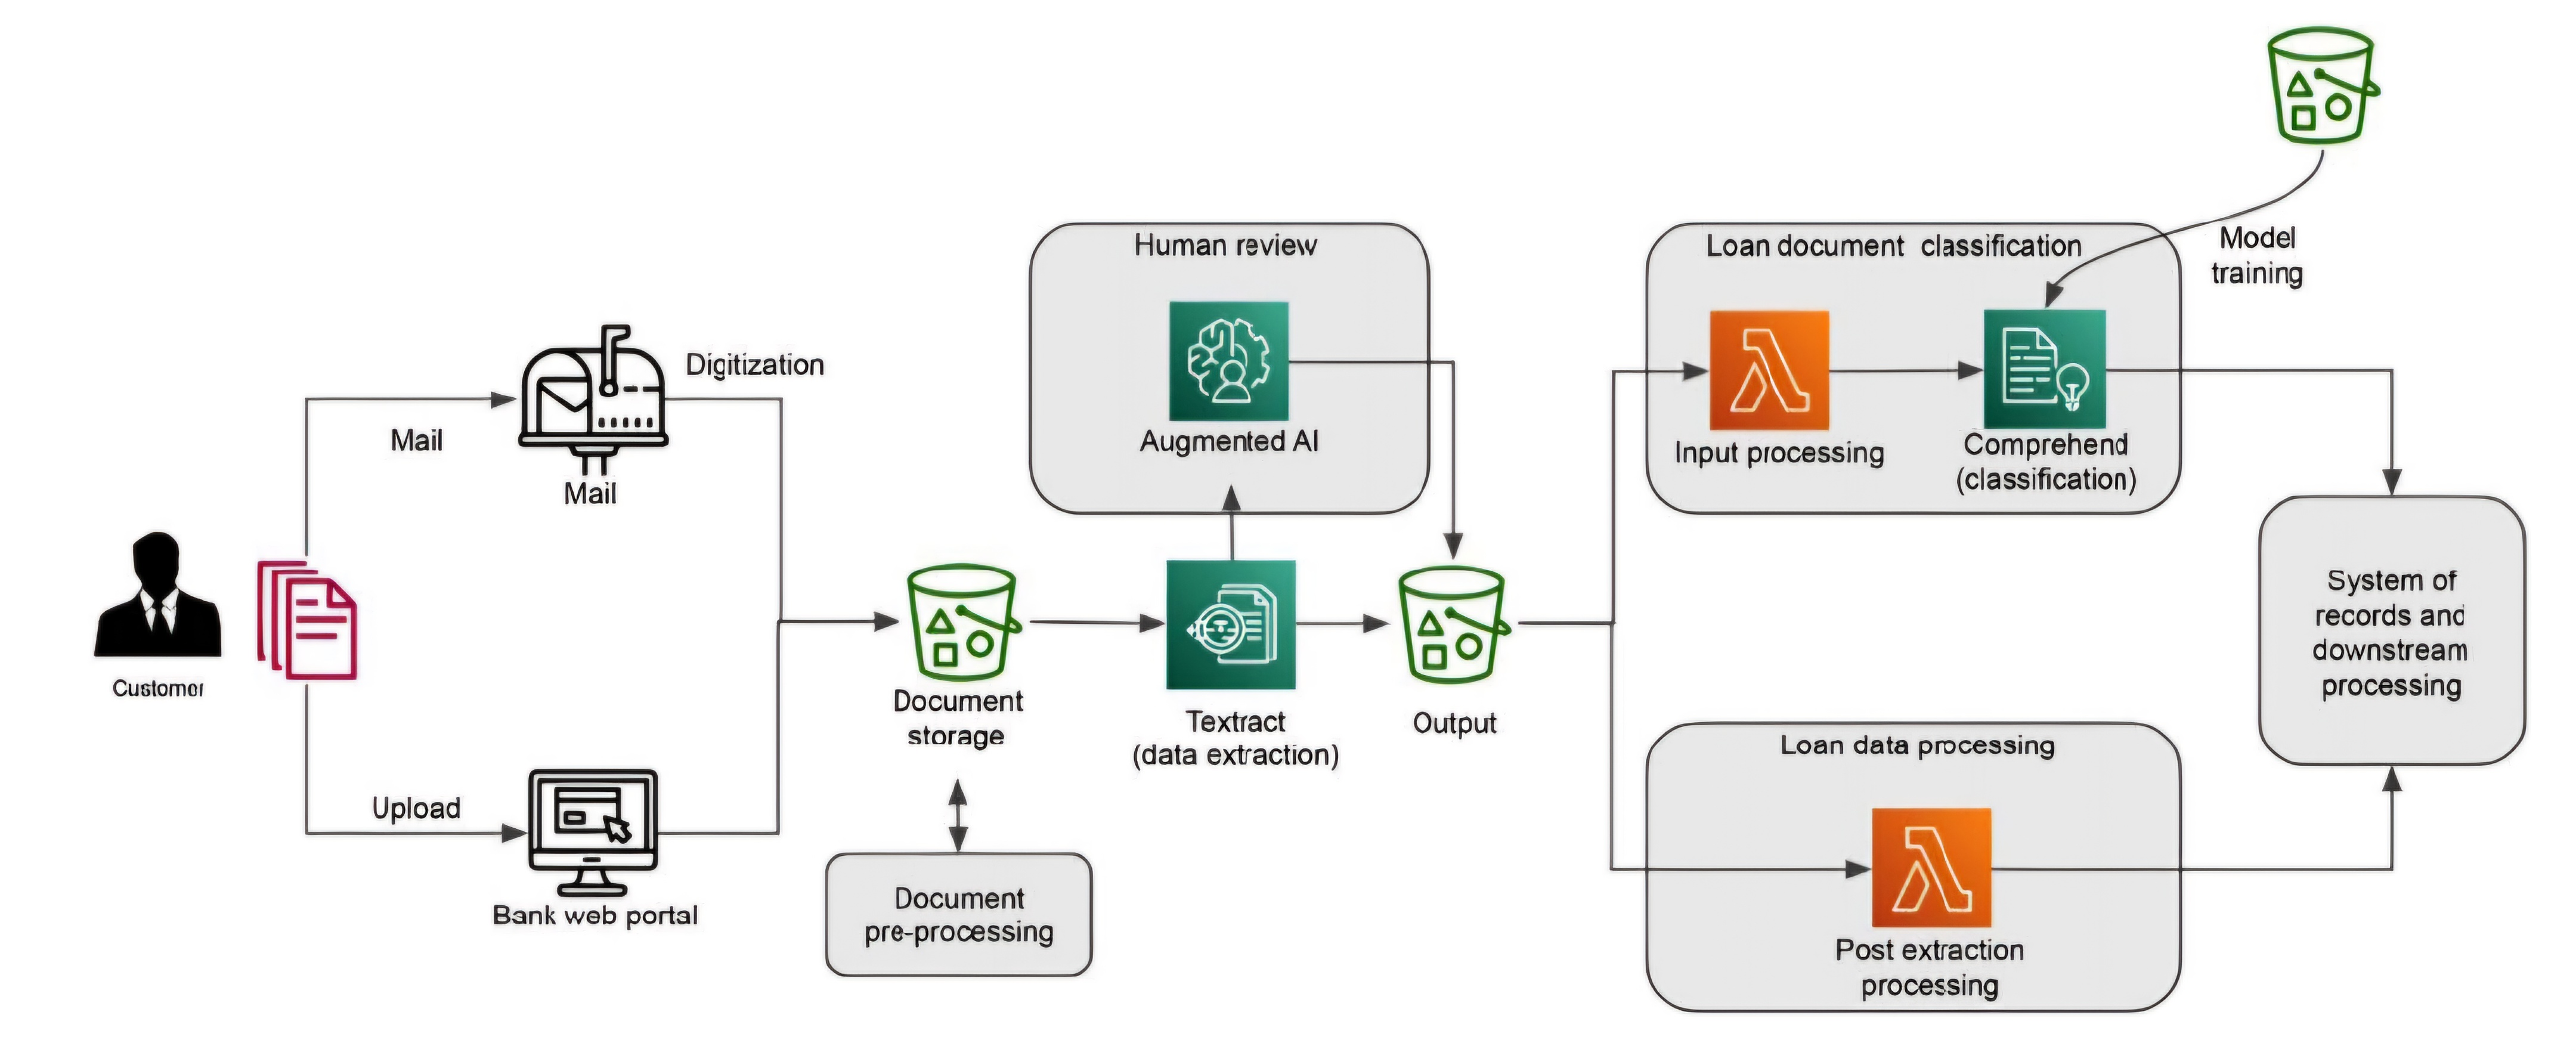 Customer
Mail
Mail
Digitization
Upload
Bank web portal
Document
storage
Document
pre-processing
Human review
Augmented AI
Textract
(data extraction)
Output
Loan document classification
Input processing
Comprehend
(classification)
Model
training
Loan data processing
Post extraction
processing
System of
records and
downstream
processing